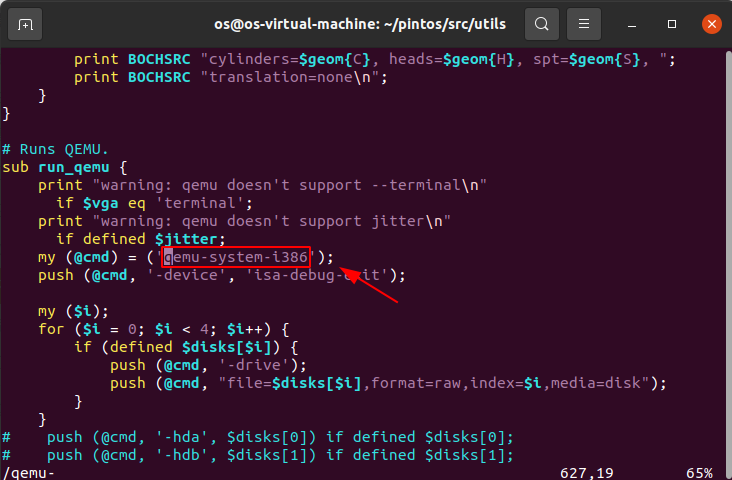 os@os-virtual-machine: ~/pintos/src/utils
        print BOCHSRC "cylinders=$geom{C}, heads=$geom{H}, spt=$geom{S}, ";
        print BOCHSRC "translation=none\n";
    }
}
# Runs QEMU.
sub run_qemu {
    print "warning: qemu doesn't support --terminal\n"
      if $vga eq 'terminal';
    print "warning: qemu doesn't support jitter\n"
      if defined $jitter;
    my (@cmd) = ('qemu-system-i386');
    push (@cmd, '-device', 'isa-debug-exit');
    my ($i);
    for ($i = 0; $i < 4; $i++) {
        if (defined $disks[$i]) {
            push (@cmd, '-drive');
            push (@cmd, "file=$disks[$i],format=raw,index=$i,media=disk");
        }
    }
#    push (@cmd, '-hda', $disks[0]) if defined $disks[0];
#    push (@cmd, '-hdb', $disks[1]) if defined $disks[1];
/qemu-                                                        627,19        65%